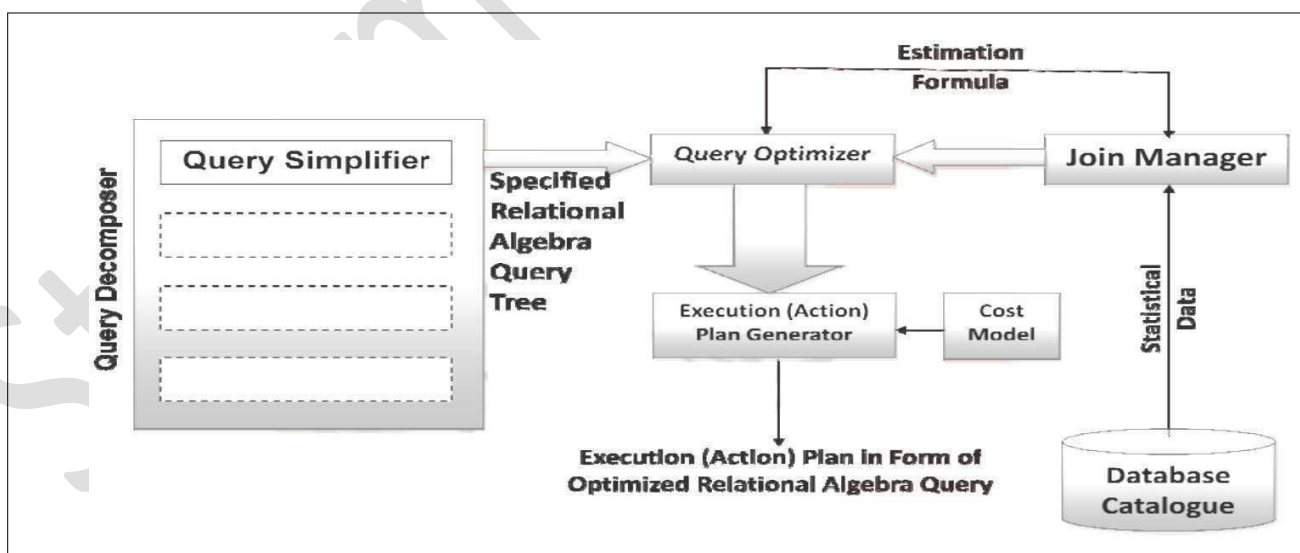 Estimation
Formula
Query Decomposer
Query Simplifier
Specified
Relational
Algebra
Query
Tree
Query Optimizer
Join Manager
Execution (Action)
Plan Generator
Cost
Model
Statistical
Data
Execution (Action) Plan in Form of
Optimized Relational Algebra Query
Database
Catalogue